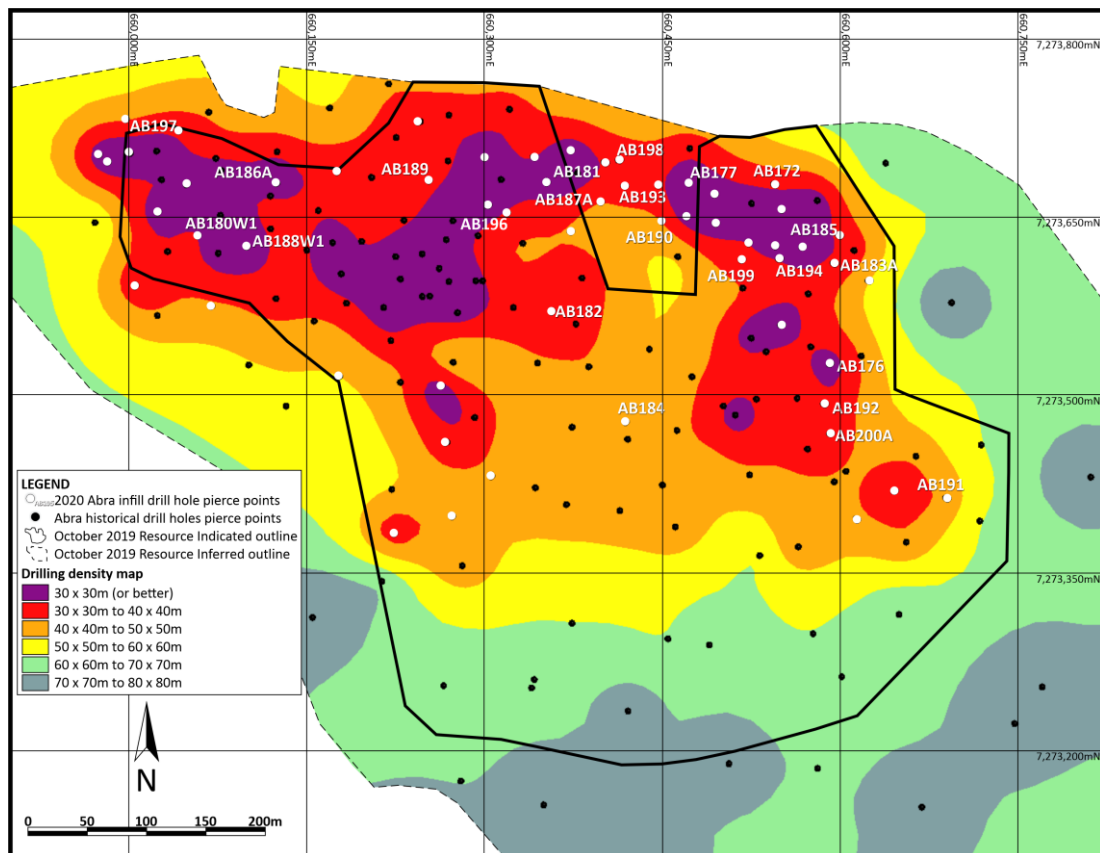 660,000mE
660,150mE
660,300mE
660,450mE
660,600mE
660,750mE
7,273,800mN
AB197
AB198
AB189
AB186A
AB181
AB177
AB172
AB193
AB187A
AB196
AB180W1
AB190
AB185
7,273,650mN
AB188W1
AB199
AB194
AB183A
AB182
AB176
7,273,500mN
AB184
AB192
AB200A
AB191
LEGEND
2020 Abra infill drill hole pierce points
Abra historical drill holes pierce points
October 2019 Resource Indicated outline
October 2019 Resource Inferred outline
Drilling density map
30 x 30m (or better)
30 x 30m to 40 x 40m
40 x 40m to 50 x 50m
50 x 50m to 60 x 60m
60 x 60m to 70 x 70m
70 x 70m to 80 x 80m
7,273,350mN
7,273,200mN
N
0 50 100 150 200m